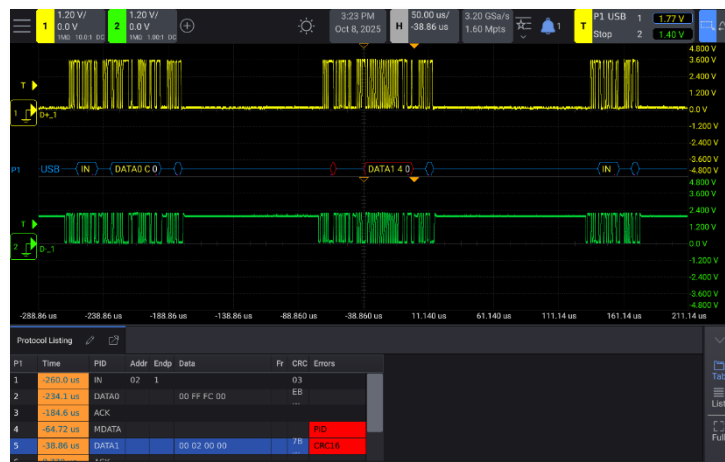 1 1.20 V/ 0.0 V 1MΩ 10.0:1 DC
2 1.20 V/ 0.0 V 1MΩ 1.00:1 DC
3:23 PM
Oct 8, 2025
H 50.00 us/ -38.86 us
3.20 GSa/s
1.60 Mpts
1
T P1 USB 1 1.77 V
Stop 2 1.40 V
4.800 V
3.600 V
2.400 V
T
1.200 V
1 D+_1 0.0 V
-1.200 V
-2.400 V
-3.600 V
P1 USB IN DATA0 C 0 DATA1 4 0 IN -4.800 V
4.800 V
3.600 V
2.400 V
T 1.200 V
2 D-_1 0.0 V
-1.200 V
-2.400 V
-3.600 V
-4.800 V
-288.86 us -238.86 us -188.86 us -138.86 us -88.860 us -38.860 us 11.140 us 61.140 us 111.14 us 161.14 us 211.14 us
Protocol Listing
P1 Time PID Addr Endp Data Fr CRC Errors
1 -260.0 us IN 02 1 03
2 -234.1 us DATA0 00 FF FC 00 EB ...
3 -184.6 us ACK
4 -64.72 us MDATA PID
5 -38.86 us DATA1 00 02 00 00 7B ... CRC16
Tab
List
Full